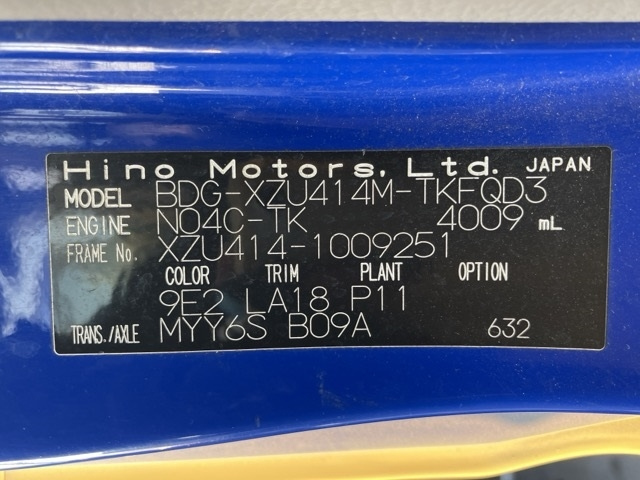 Hino Motors, Ltd. JAPAN
MODEL BDG-XZU414M-TKFQD3
ENGINE N04C-TK 4009 mL
FRAME No. XZU414-1009251
COLOR TRIM PLANT OPTION
9E2 LA18 P11
TRANS./AXLE MYY6S B09A 632